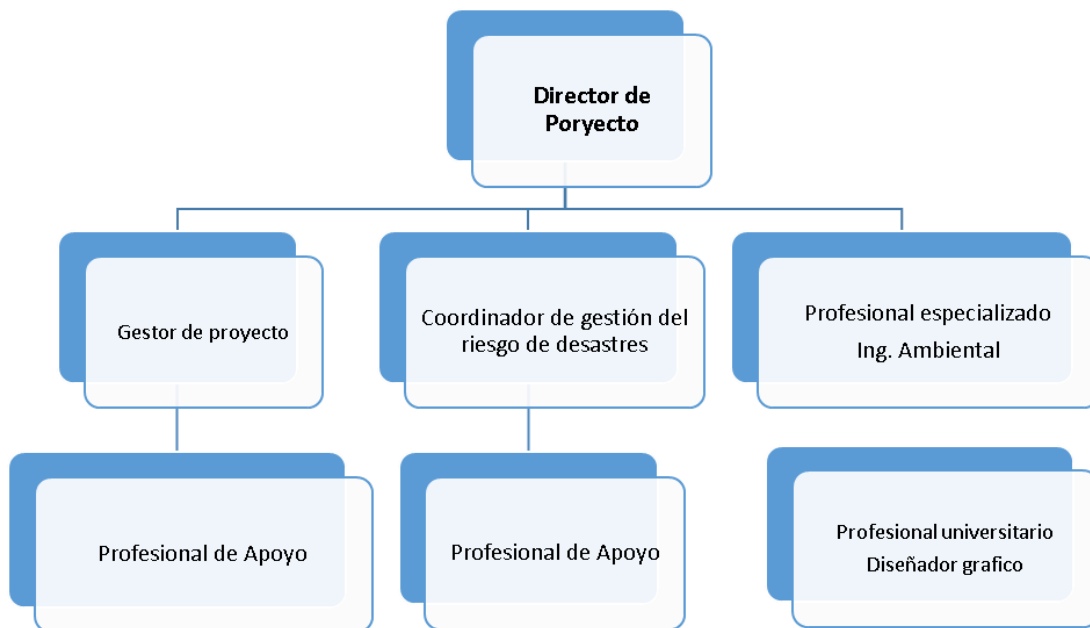 Director de
Poryecto
Gestor de proyecto
Coordinador de gestión del
riesgo de desastres
Profesional especializado
Ing. Ambiental
Profesional de Apoyo
Profesional de Apoyo
Profesional universitario
Diseñador grafico